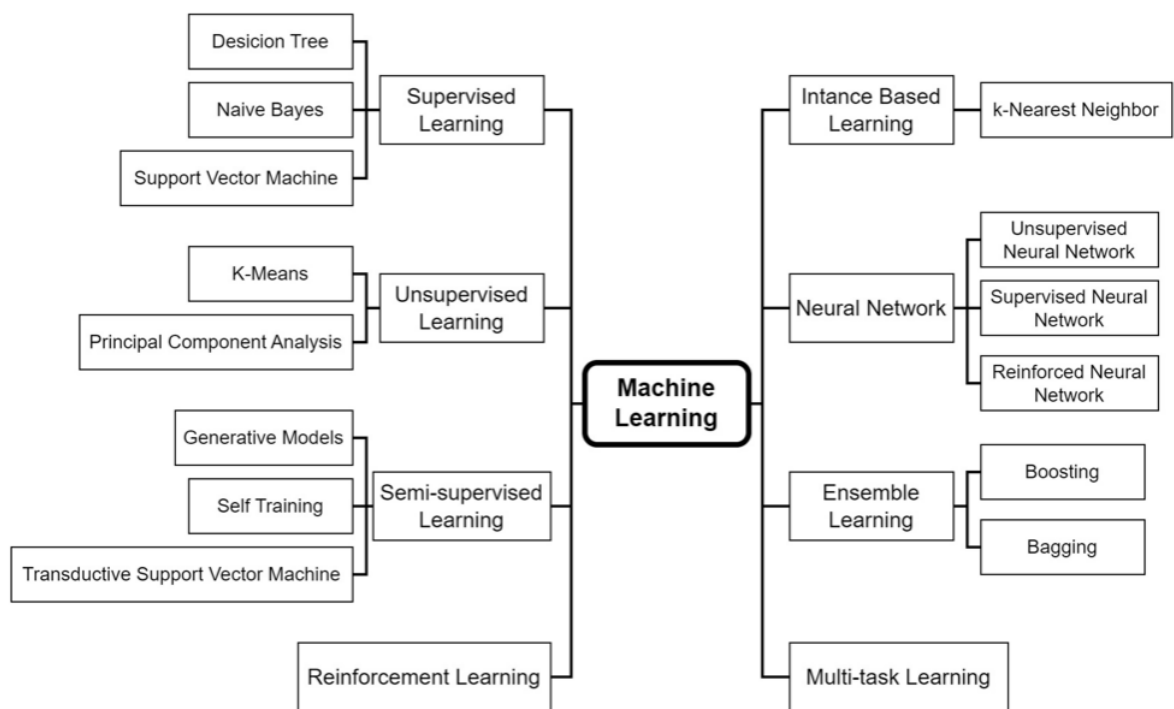 Desicion Tree
Naive Bayes
Support Vector Machine
Supervised
Learning
K-Means
Principal Component Analysis
Unsupervised
Learning
Generative Models
Self Training
Transductive Support Vector Machine
Semi-supervised
Learning
Reinforcement Learning
Machine
Learning
Intance Based
Learning
k-Nearest Neighbor
Neural Network
Unsupervised
Neural Network
Supervised Neural
Network
Reinforced Neural
Network
Ensemble
Learning
Boosting
Bagging
Multi-task Learning